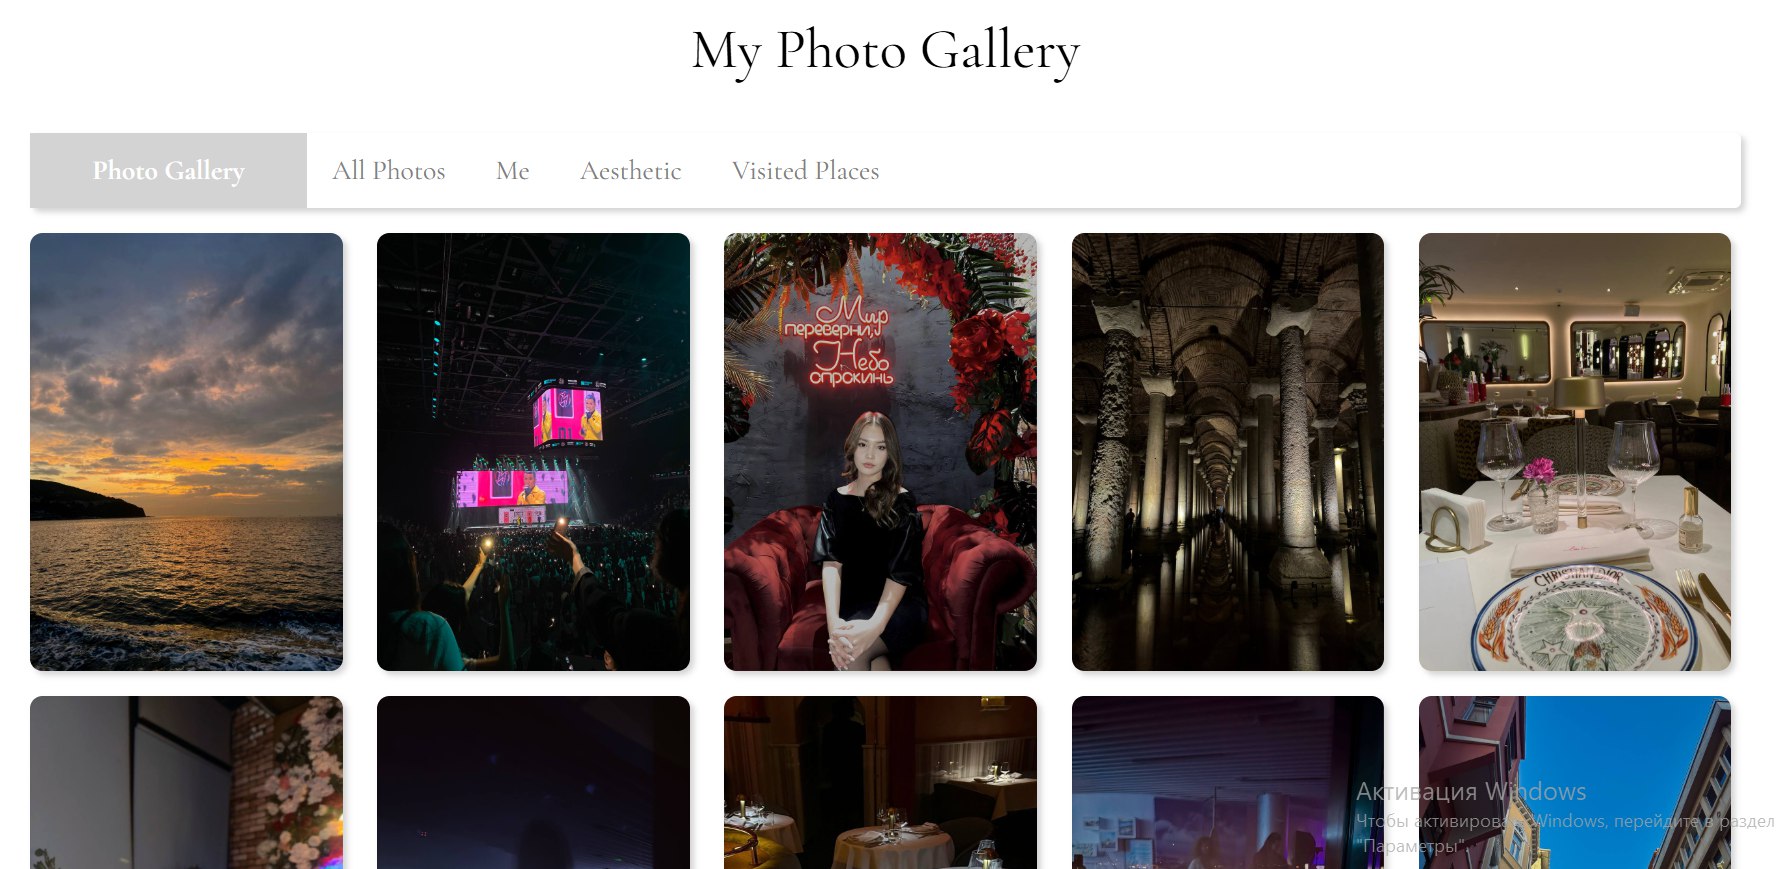 My Photo Gallery
Photo Gallery
All Photos
Me
Aesthetic
Visited Places
Мир
переверни,
Небо
опрокинь
CHRISTIAN DIOR
Активация Windows
Чтобы активировать Windows, перейдите в раздел
"Параметры".